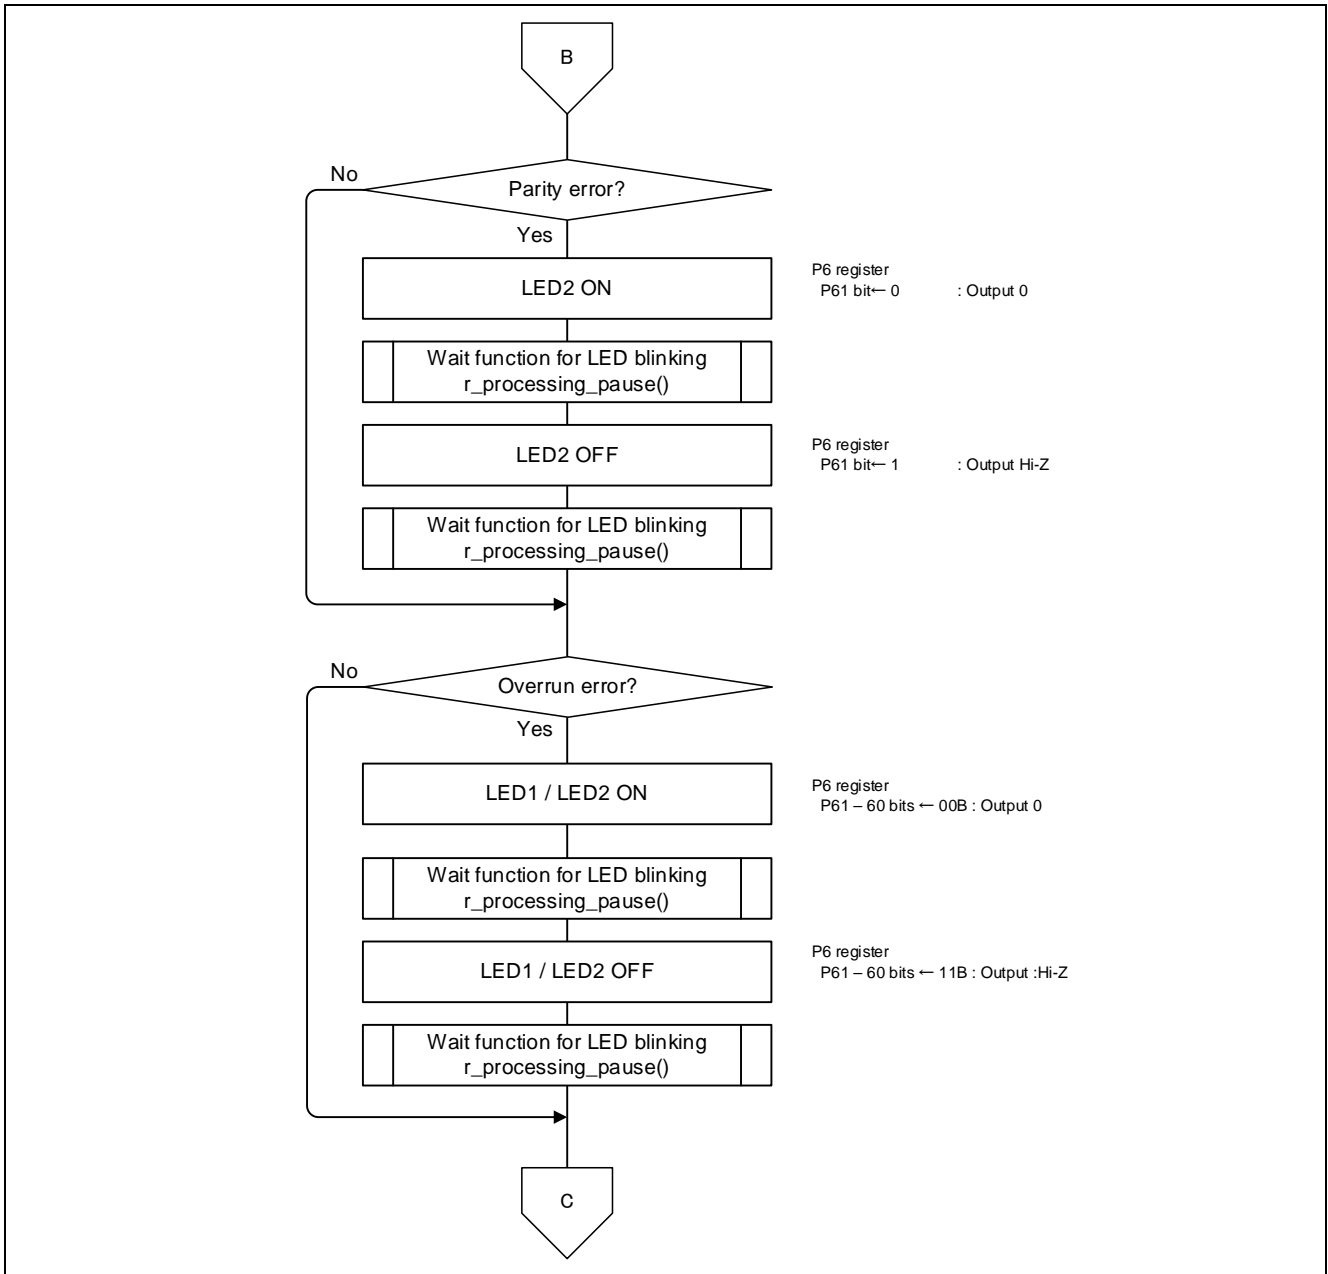 B
No
Parity error?
Yes
LED2 ON
P6 register
P61 bit← 0 : Output 0
Wait function for LED blinking
r_processing_pause()
LED2 OFF
P6 register
P61 bit← 1 : Output Hi-Z
Wait function for LED blinking
r_processing_pause()
No
Overrun error?
Yes
LED1 / LED2 ON
P6 register
P61 – 60 bits ← 00B : Output 0
Wait function for LED blinking
r_processing_pause()
LED1 / LED2 OFF
P6 register
P61 – 60 bits ← 11B : Output :Hi-Z
Wait function for LED blinking
r_processing_pause()
C